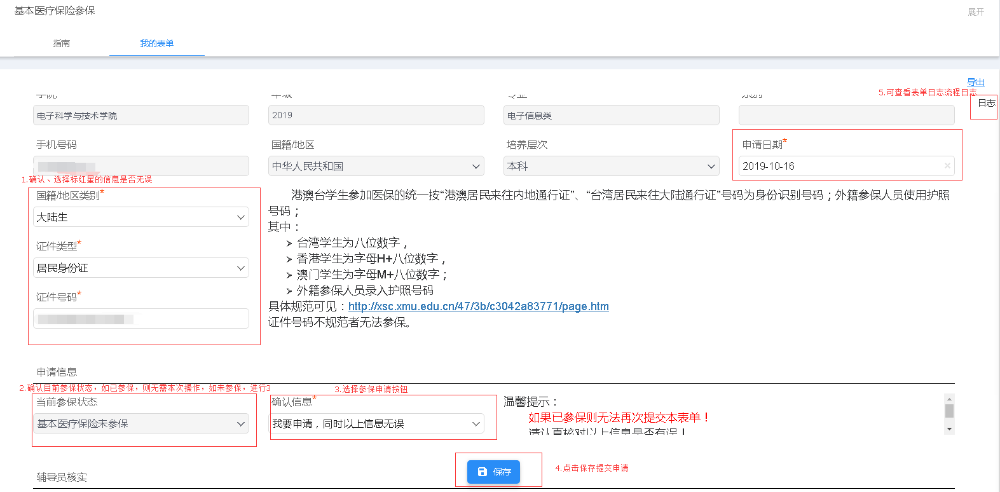 基本医疗保险参保
展开
指南
我的表单
导出
5.可查看表单日志流程日志
日志
学院
年级
专业
系别
电子科学与技术学院
2019
电子信息类
手机号码
国籍/地区
培养层次
申请日期*
中华人民共和国
本科
2019-10-16
1.确认、选择标红星的信息是否无误
国籍/地区类别*
大陆生
证件类型*
居民身份证
证件号码*
港澳台学生参加医保的统一按“港澳居民来往内地通行证”、“台湾居民来往大陆通行证”号码为身份识别号码；外籍参保人员使用护照
号码；
其中：
➢ 台湾学生为八位数字，
➢ 香港学生为字母H+八位数字，
➢ 澳门学生为字母M+八位数字；
➢ 外籍参保人员录入护照号码
具体规范可见：http://xsc.xmu.edu.cn/47/3b/c3042a83771/page.htm
证件号码不规范者无法参保。
申请信息
2.确认目前参保状态，如已参保，则无需本次操作，如未参保，进行3
3.选择参保申请按钮
当前参保状态
基本医疗保险未参保
确认信息*
我要申请，同时以上信息无误
温馨提示：
如果已参保则无法再次提交本表单！
请认真核对以上信息是否有误！
保存
4.点击保存提交申请
辅导员核实